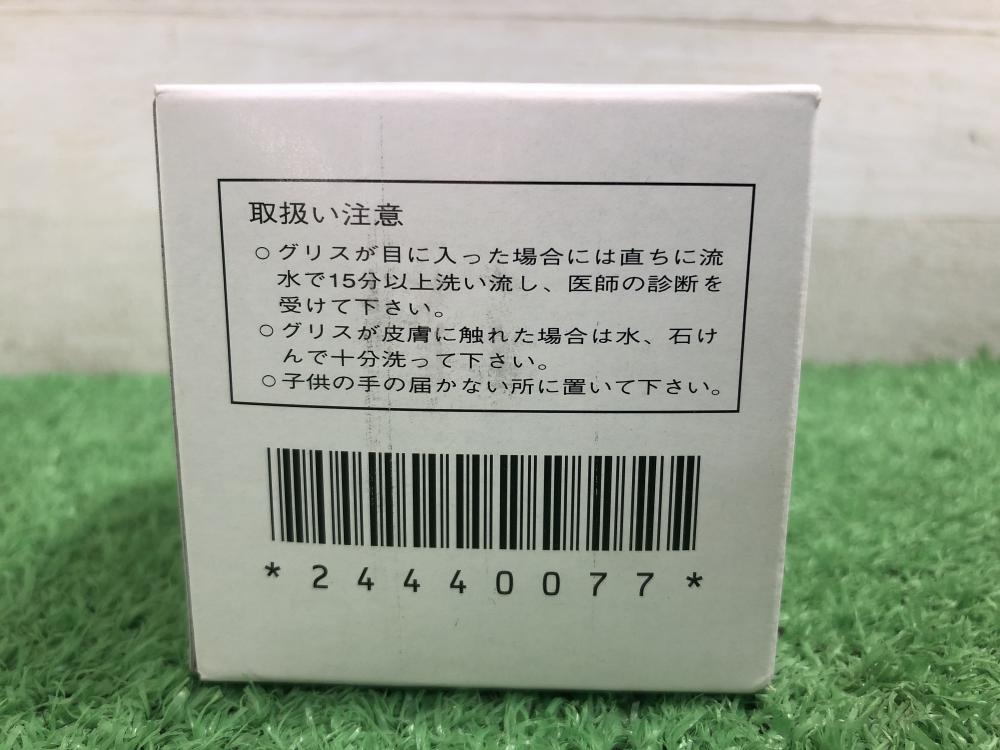 取扱い注意
○グリスが目に入った場合には直ちに流
水で15分以上洗い流し、医師の診断を
受けて下さい。
○グリスが皮膚に触れた場合は水、石け
んで十分洗って下さい。
○子供の手の届かない所に置いて下さい。
*24440077*